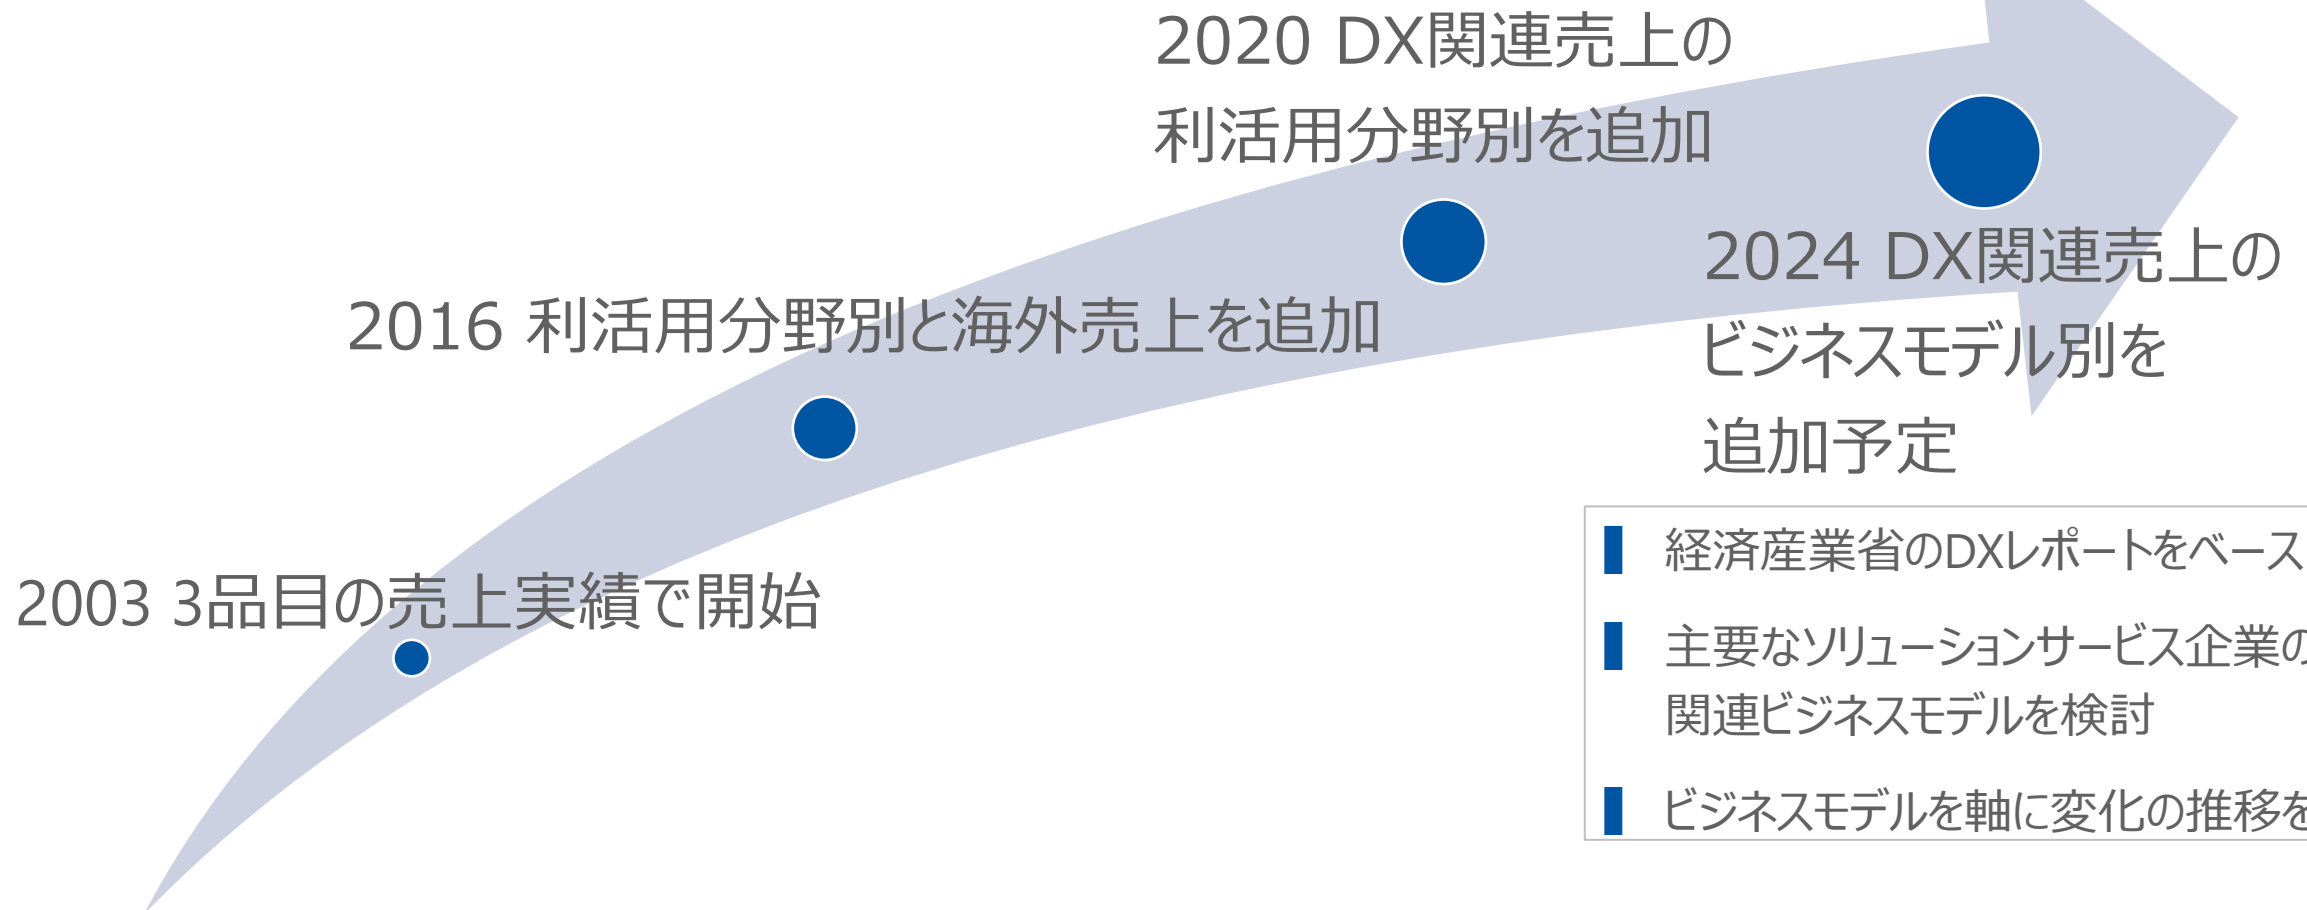 2020 DX関連売上の
利活用分野別を追加
2024 DX関連売上の
ビジネスモデル別を
追加予定
2016 利活用分野別と海外売上を追加
2003 3品目の売上実績で開始
経済産業省のDXレポートをベース
主要なソリューションサービス企業の
関連ビジネスモデルを検討
ビジネスモデルを軸に変化の推移を